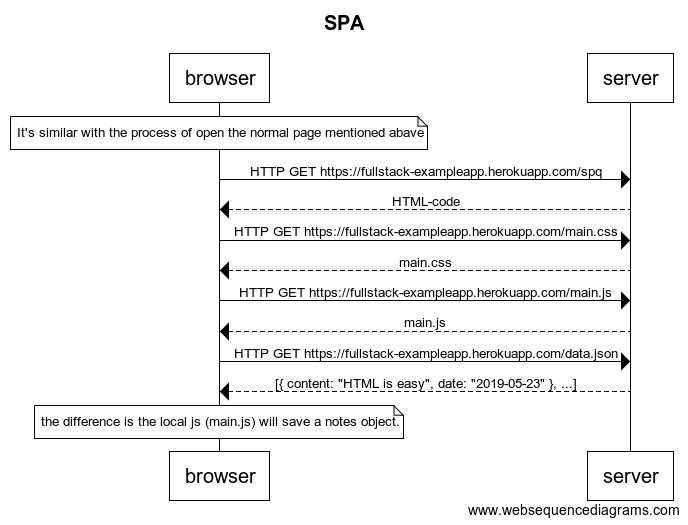 SPA
browser
server
It's similar with the process of open the normal page mentioned abave
HTTP GET https://fullstack-exampleapp.herokuapp.com/spq
HTML-code
HTTP GET https://fullstack-exampleapp.herokuapp.com/main.css
main.css
HTTP GET https://fullstack-exampleapp.herokuapp.com/main.js
main.js
HTTP GET https://fullstack-exampleapp.herokuapp.com/data.json
[{ content: "HTML is easy", date: "2019-05-23" }, ...]
the difference is the local js (main.js) will save a notes object.
browser
server
www.websequencediagrams.com